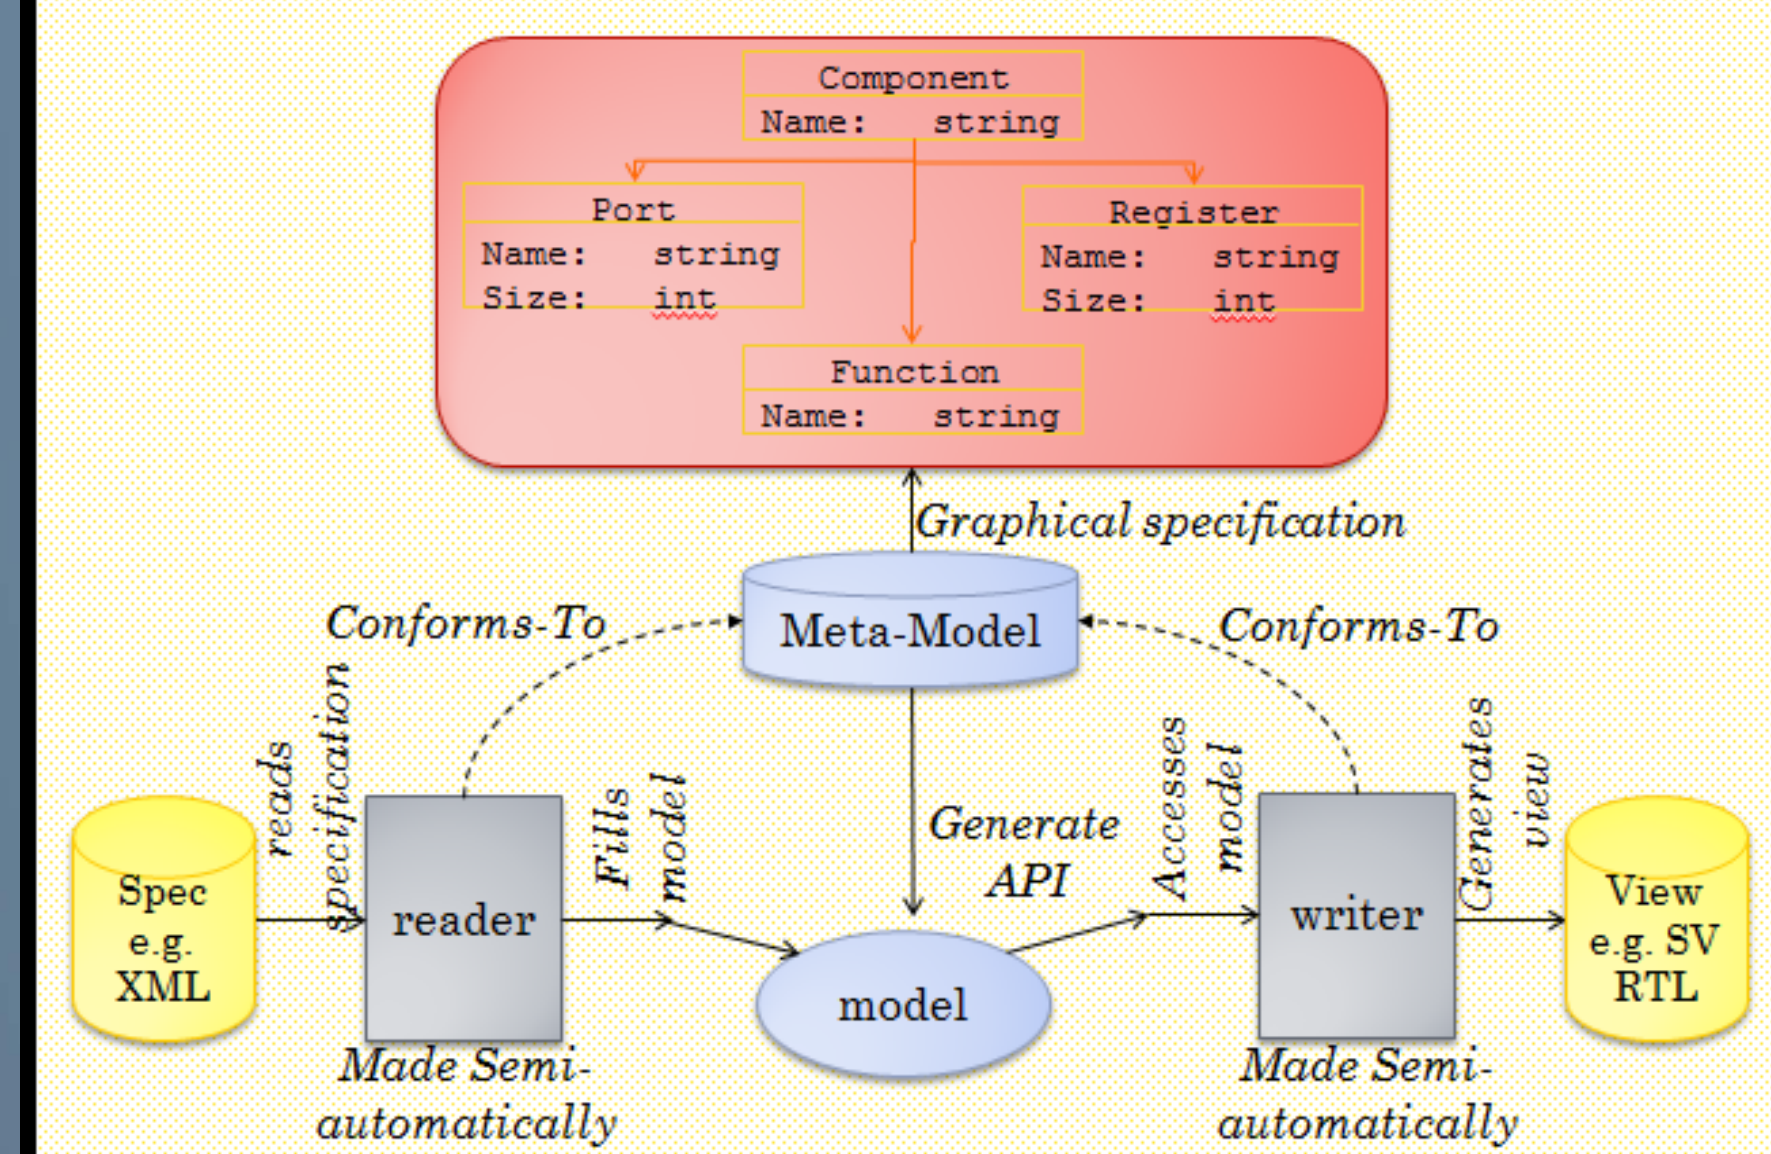 Component
Name: string
Port
Name: string
Size: int
Register
Name: string
Size: int
Function
Name: string
Graphical specification
Meta-Model
Conforms-To
Conforms-To
reads
specification
Fills
model
Generate
API
Accesses
model
Generates
view
Spec
e.g.
XML
reader
model
writer
View
e.g. SV
RTL
Made Semi-
automatically
Made Semi-
automatically